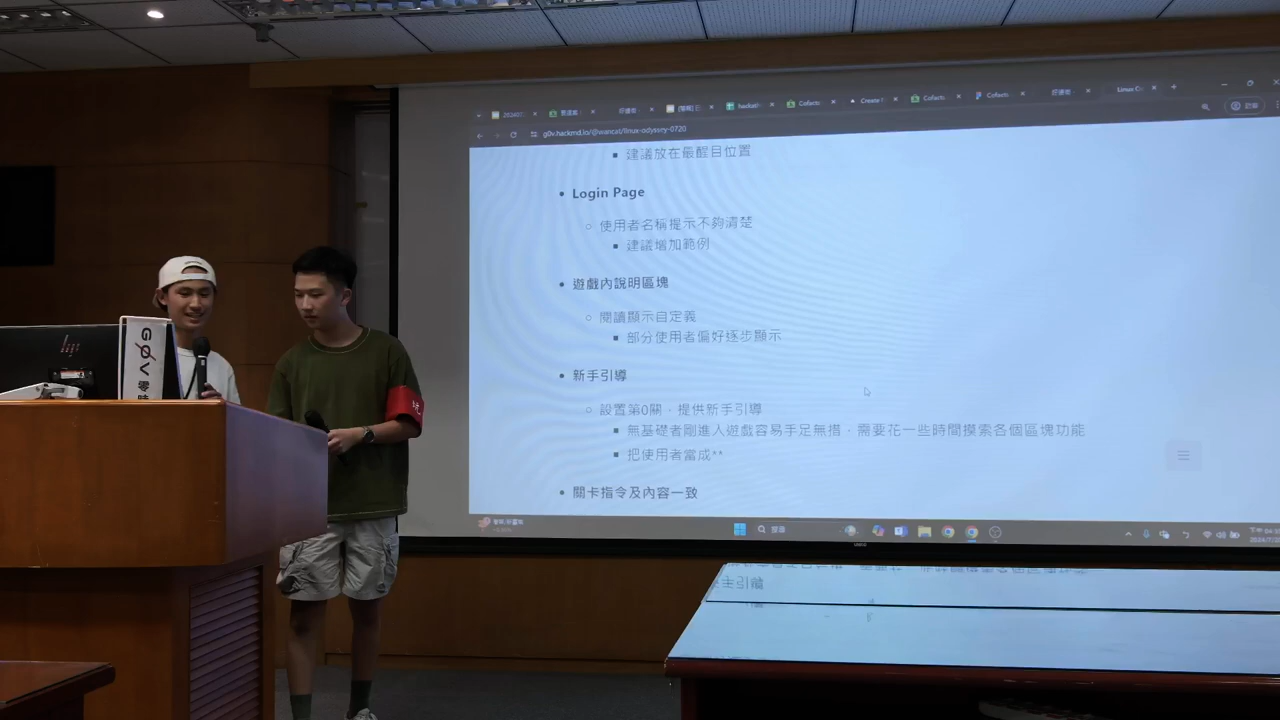 g0v.hackmd.io/@wancat/linux-odyssey-0720
建議放在最醒目位置
Login Page
使用者名稱提示不夠清楚
建議增加範例
遊戲內說明區塊
閱讀顯示自定義
部分使用者偏好逐步顯示
新手引導
設置第0關，提供新手引導
無基礎者剛進入遊戲容易手足無措，需要花一些時間摸索各個區塊功能
把使用者當成**
關卡指令及內容一致
搜尋
hp
G0V 零時